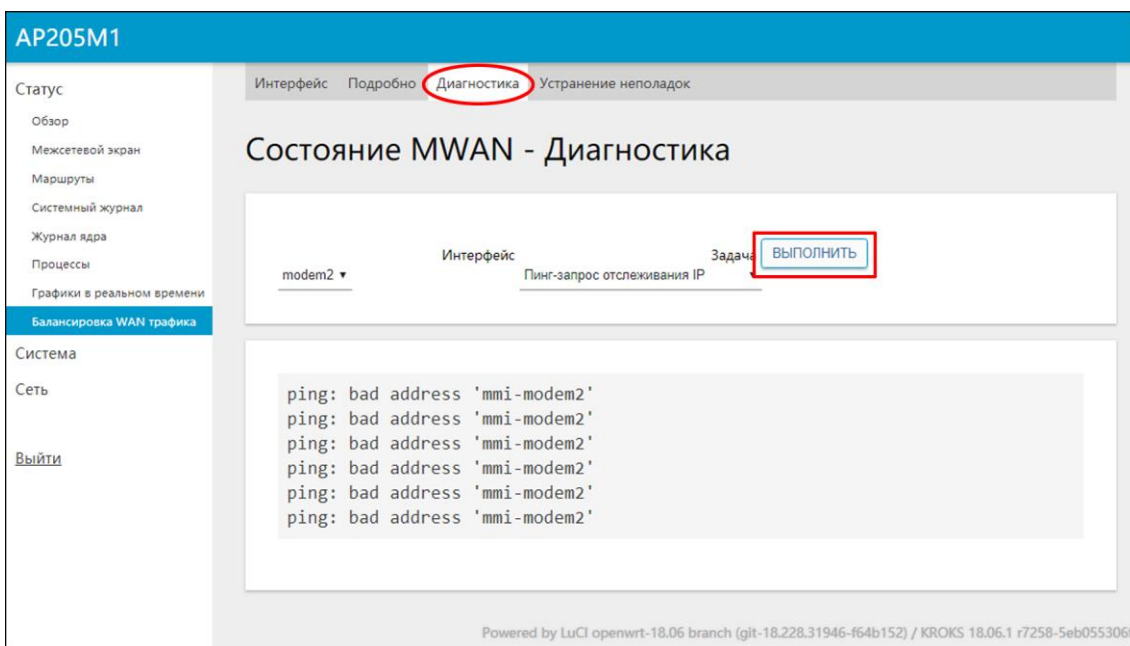 AP205M1
Статус
Обзор
Межсетевой экран
Маршруты
Системный журнал
Журнал ядра
Процессы
Графики в реальном времени
Балансировка WAN трафика
Система
Сеть
Выйти
Интерфейс Подробно Диагностика Устранение неполадок
Состояние MWAN - Диагностика
Интерфейс Задача ВЫПОЛНИТЬ
modem2 ▾ Пинг-запрос отслеживания IP
ping: bad address 'mmi-modem2'
ping: bad address 'mmi-modem2'
ping: bad address 'mmi-modem2'
ping: bad address 'mmi-modem2'
ping: bad address 'mmi-modem2'
ping: bad address 'mmi-modem2'
Powered by LuCI openwrt-18.06 branch (git-18.228.31946-f64b152) / KROKS 18.06.1